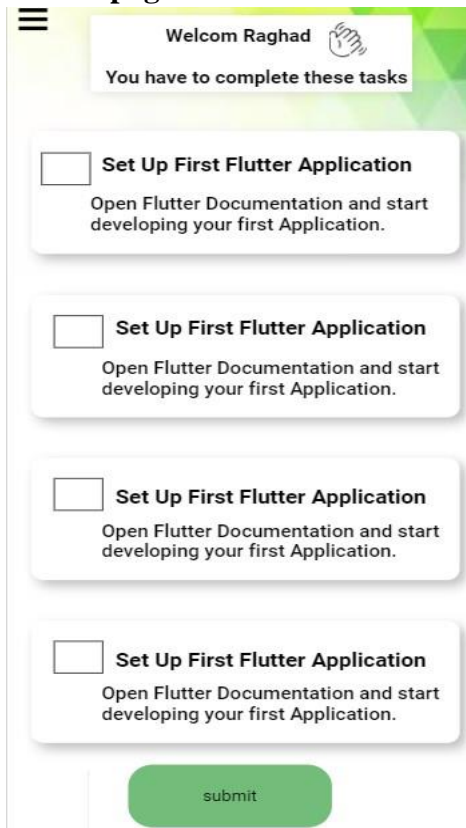 Welcom Raghad
You have to complete these tasks
Set Up First Flutter Application
Open Flutter Documentation and start
developing your first Application.
Set Up First Flutter Application
Open Flutter Documentation and start
developing your first Application.
Set Up First Flutter Application
Open Flutter Documentation and start
developing your first Application.
Set Up First Flutter Application
Open Flutter Documentation and start
developing your first Application.
submit